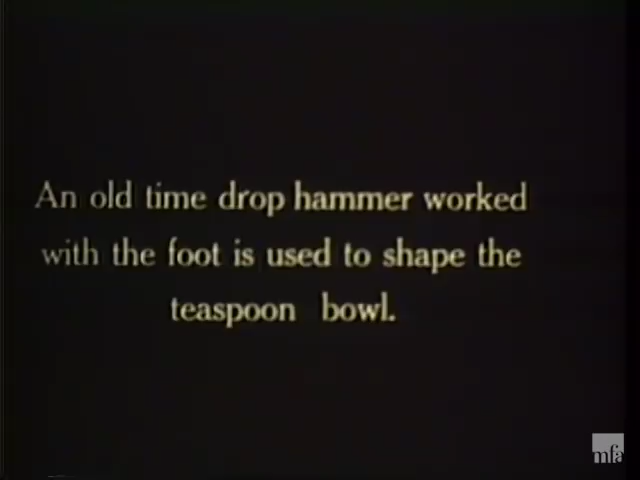 An old time drop hammer worked
with the foot is used to shape the
teaspoon bowl.
mfa